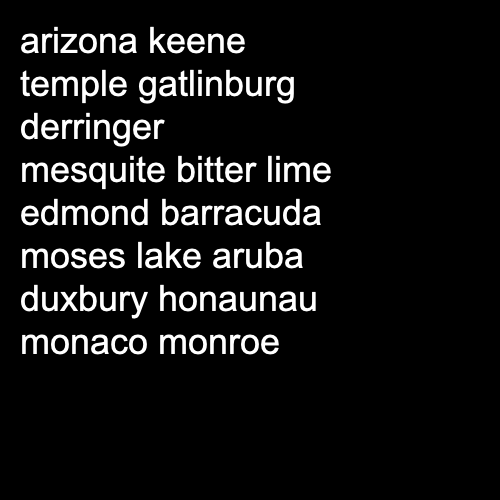 arizona keene
temple gatlinburg
derringer
mesquite bitter lime
edmond barracuda
moses lake aruba
duxbury honaunau
monaco monroe